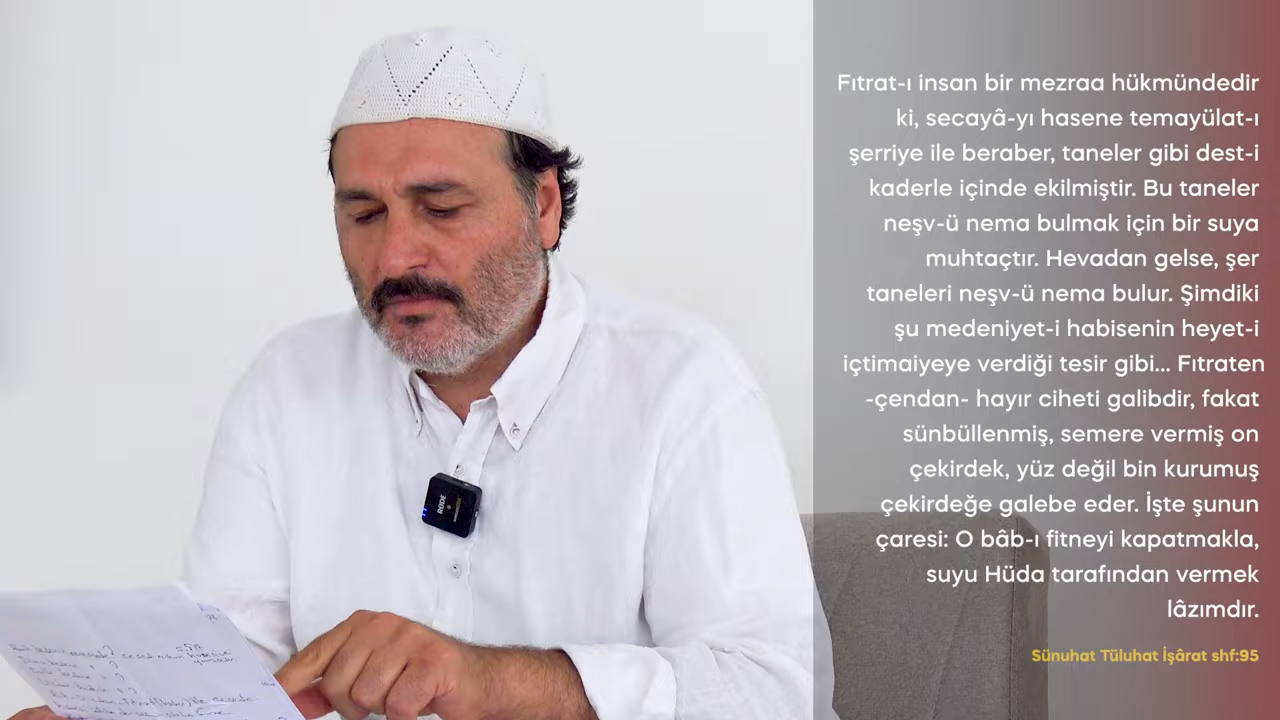 Fıtrat-ı insan bir mezraa hükmündedir
ki, secayâ-yı hasene temayülat-ı
şerriye ile beraber, taneler gibi dest-i
kaderle içinde ekilmiştir. Bu taneler
neşv-ü nema bulmak için bir suya
muhtaçtır. Hevadan gelse, şer
taneleri neşv-ü nema bulur. Şimdiki
şu medeniyet-i habisenin heyet-i
içtimaiyeye verdiği tesir gibi... Fıtraten
-çendan- hayır ciheti galibdir, fakat
sünbüllenmiş, semere vermiş on
çekirdek, yüz değil bin kurumuş
çekirdeğe galebe eder. İşte şunun
çaresi: O bâb-ı fitneyi kapatmakla,
suyu Hüda tarafından vermek
lâzımdır.
Sünuhat Tüluhat İşârat shf:95
RØDE